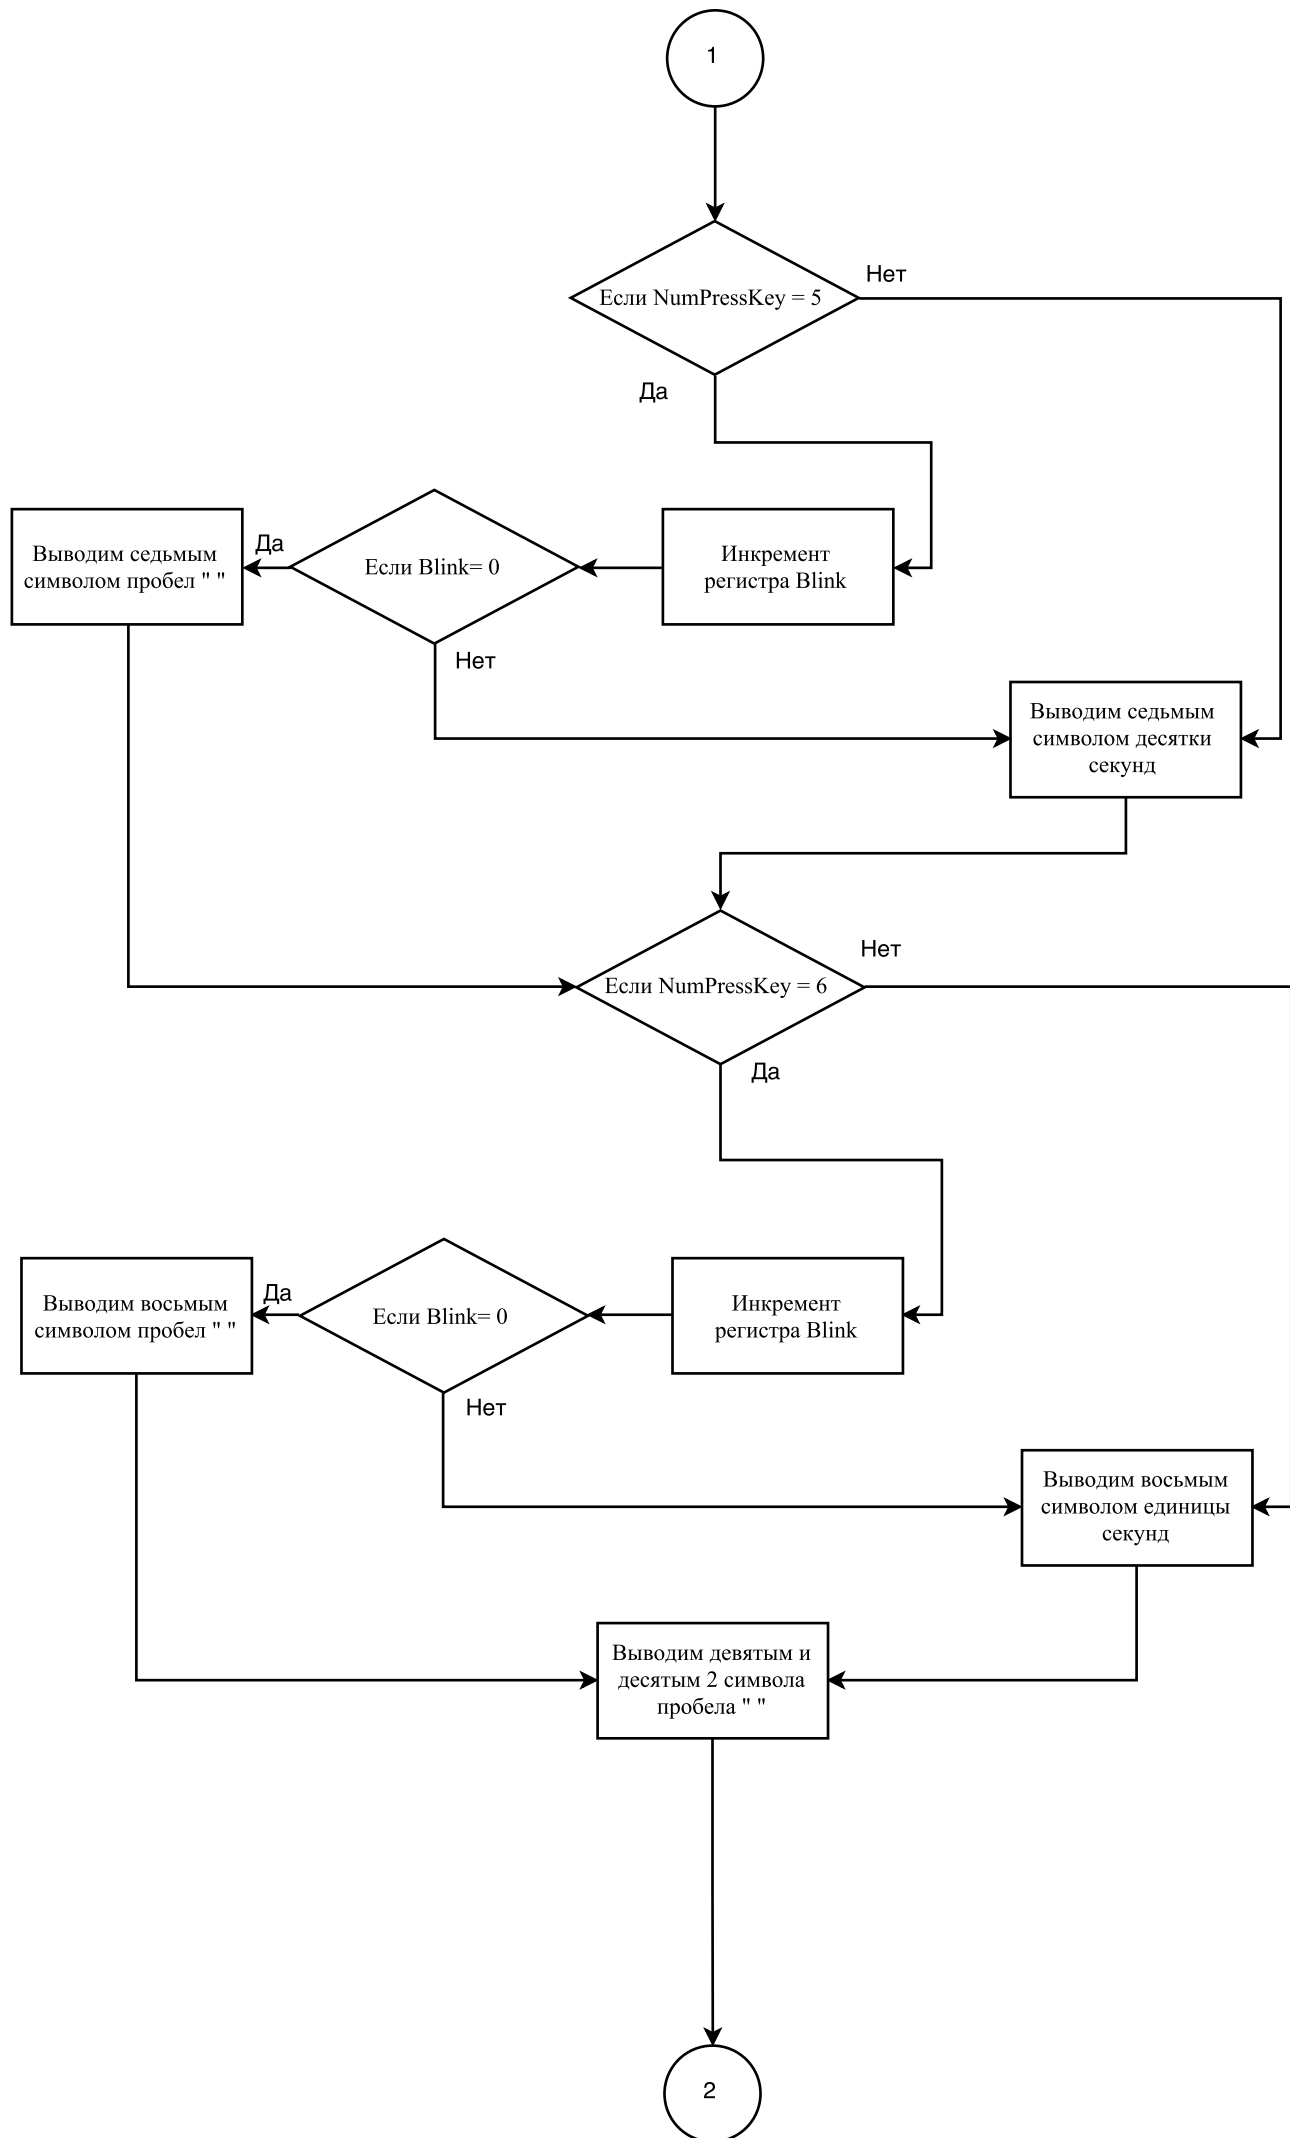 1
Нет
Если NumPressKey = 5
Да
Да
Выводим седьмым
символом пробел " "
Если Blink= 0
Инкремент
регистра Blink
Нет
Выводим седьмым
символом десятки
секунд
Нет
Если NumPressKey = 6
Да
Да
Выводим восьмым
символом пробел " "
Если Blink= 0
Инкремент
регистра Blink
Нет
Выводим восьмым
символом единицы
секунд
Выводим девятым и
десятым 2 символа
пробела " "
2